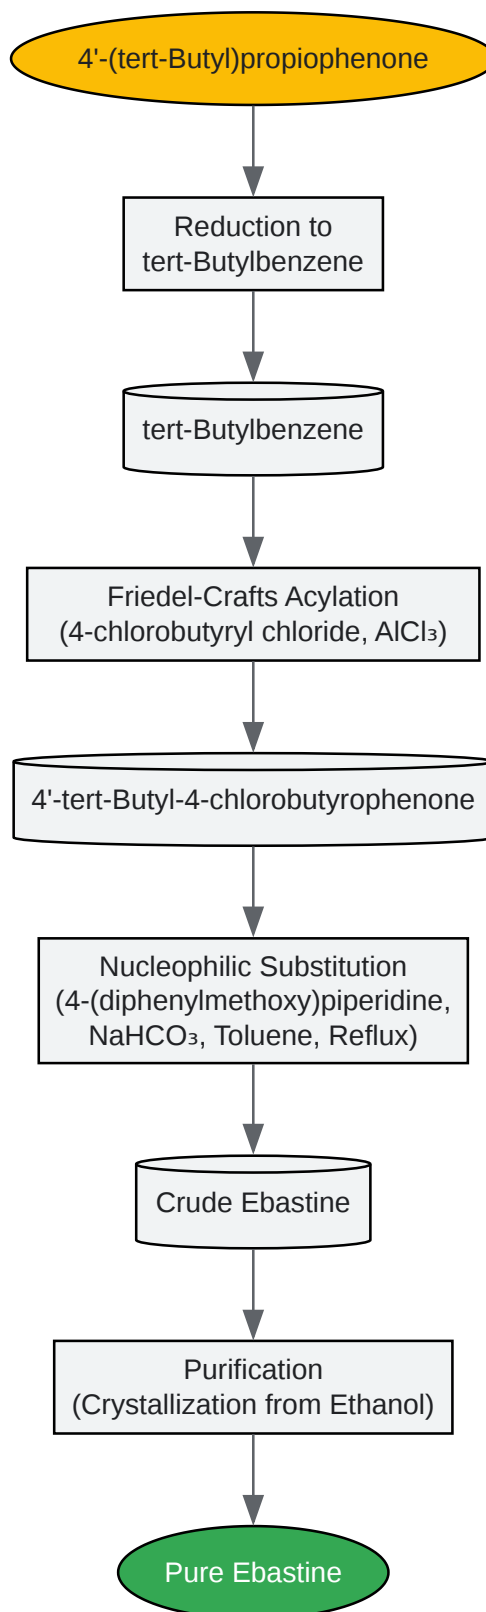 4'-(tert-Butyl)propiophenone
Reduction to
tert-Butylbenzene
tert-Butylbenzene
Friedel-Crafts Acylation
(4-chlorobutyryl chloride, AlCl₃)
4'-tert-Butyl-4-chlorobutyrophenone
Nucleophilic Substitution
(4-(diphenylmethoxy)piperidine,
NaHCO₃, Toluene, Reflux)
Crude Ebastine
Purification
(Crystallization from Ethanol)
Pure Ebastine